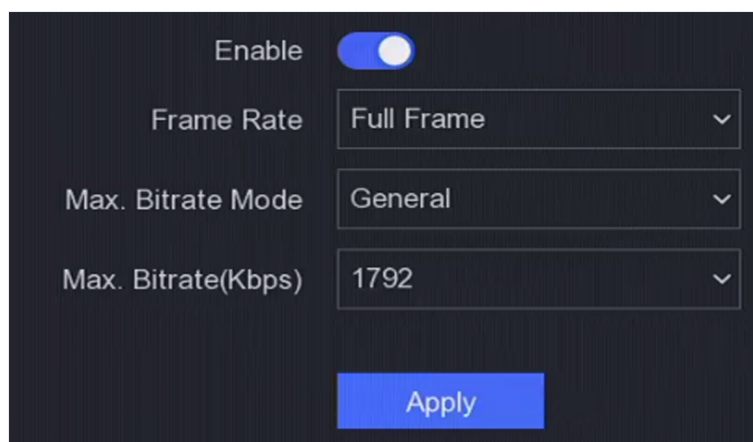 Enable
Frame Rate Full Frame
Max. Bitrate Mode General
Max. Bitrate(Kbps) 1792
Apply